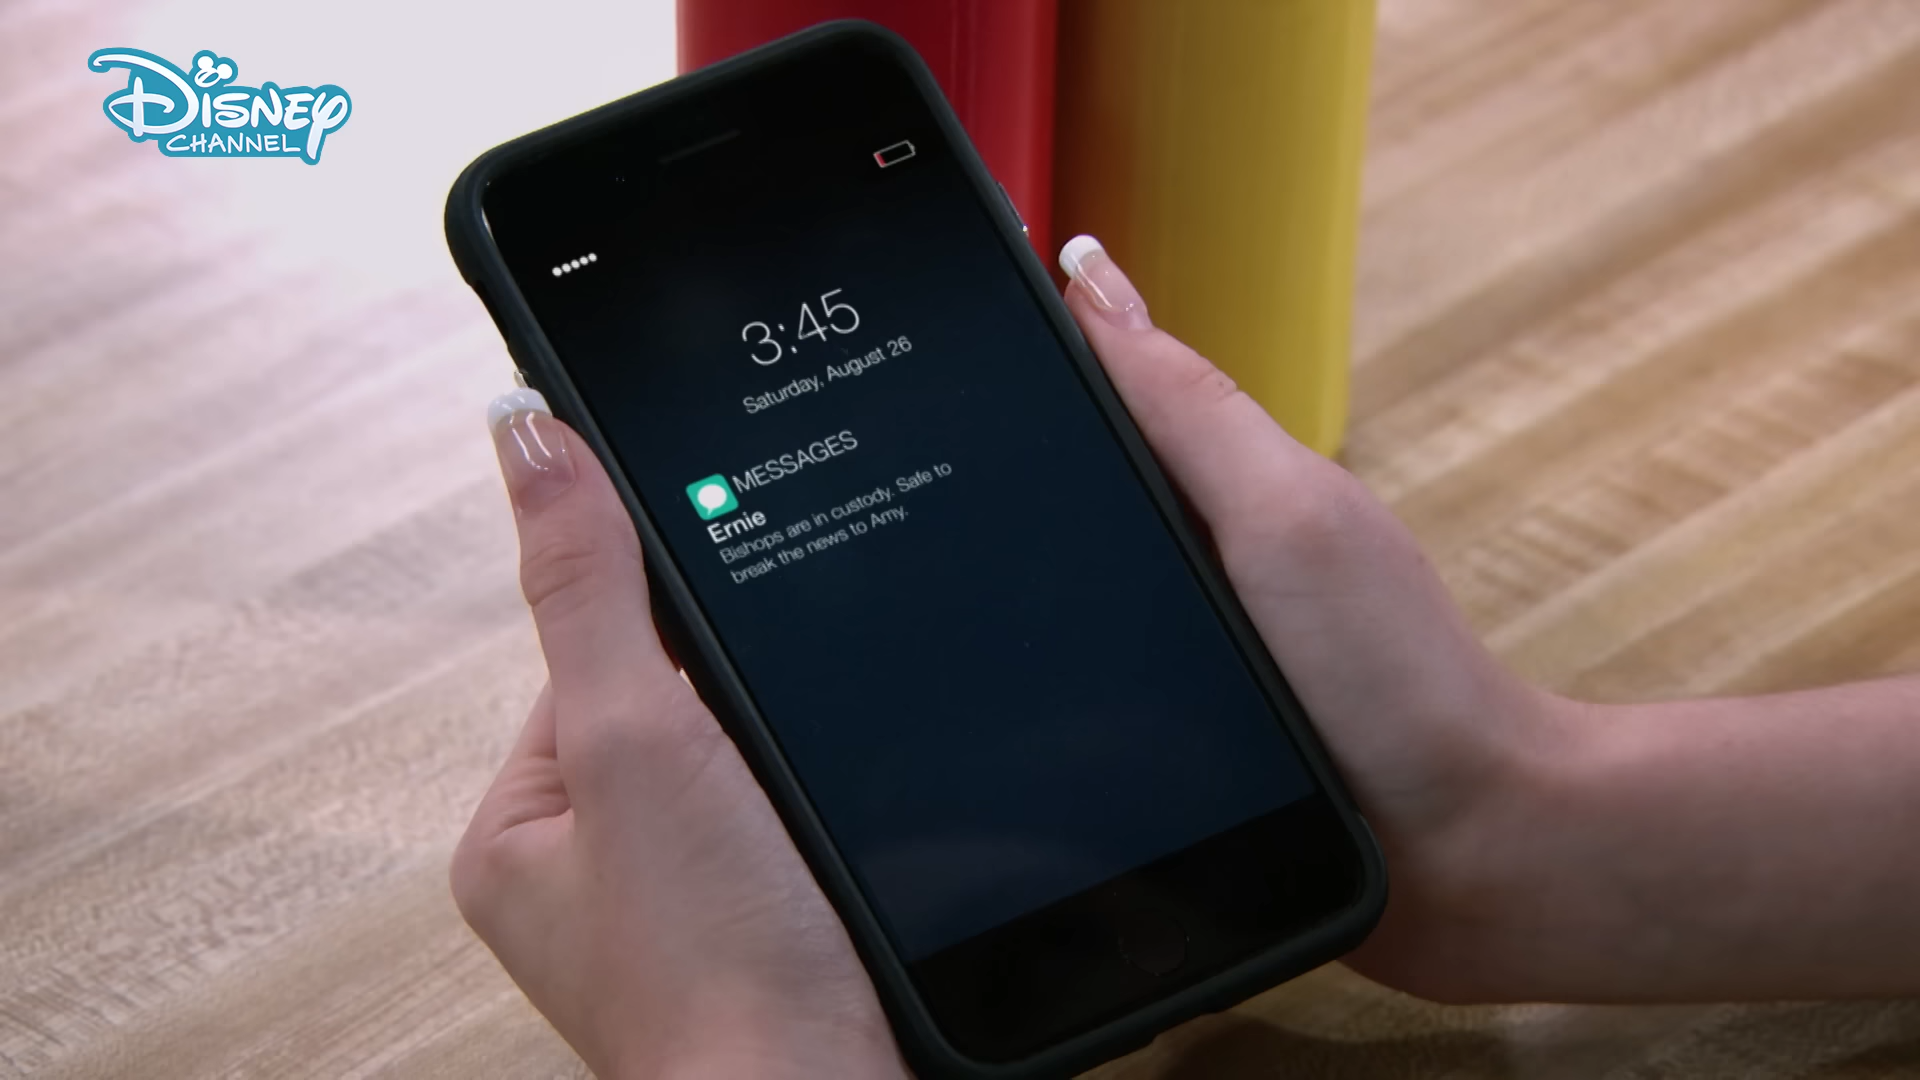 DISNEY
CHANNEL
3:45
Saturday, August 26
MESSAGES
Ernie
Bishops are in custody. Safe to
break the news to Amy.